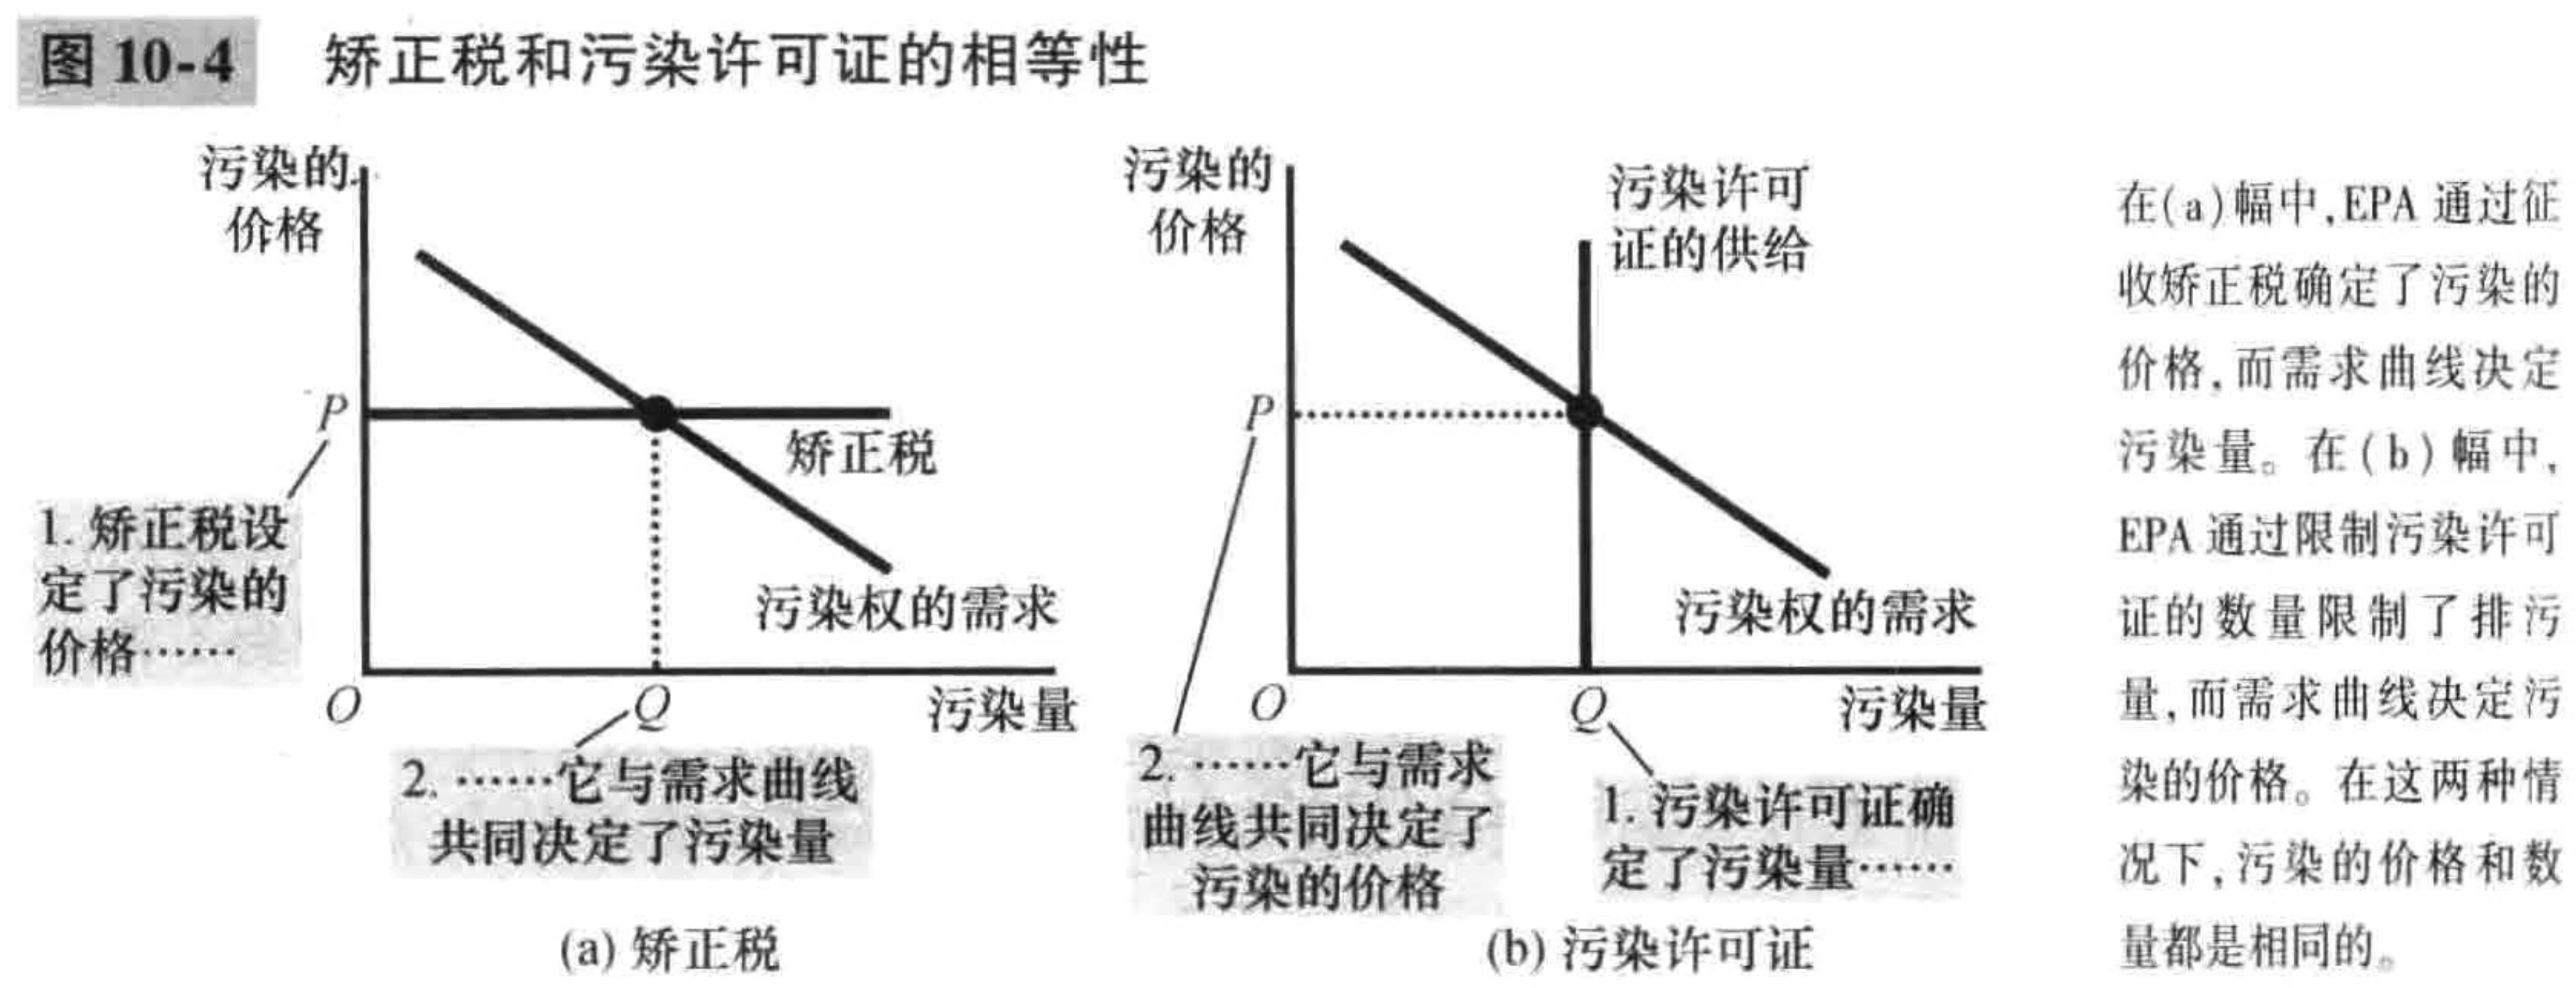 图 10-4 矫正税和污染许可证的相等性
污染的
价格
P
矫正税
1. 矫正税设
定了污染的
价格……
污染权的需求
O
Q
污染量
2. ……它与需求曲线
共同决定了污染量
(a) 矫正税
污染的
价格
污染许可
证的供给
P
污染权的需求
O
Q
污染量
2. ……它与需求
曲线共同决定了
污染的价格
1. 污染许可证确
定了污染量……
(b) 污染许可证
在(a)幅中,EPA 通过征
收矫正税确定了污染的
价格,而需求曲线决定
污染量。在(b)幅中,
EPA 通过限制污染许可
证的数量限制了排污
量,而需求曲线决定污
染的价格。在这两种情
况下,污染的价格和数
量都是相同的。